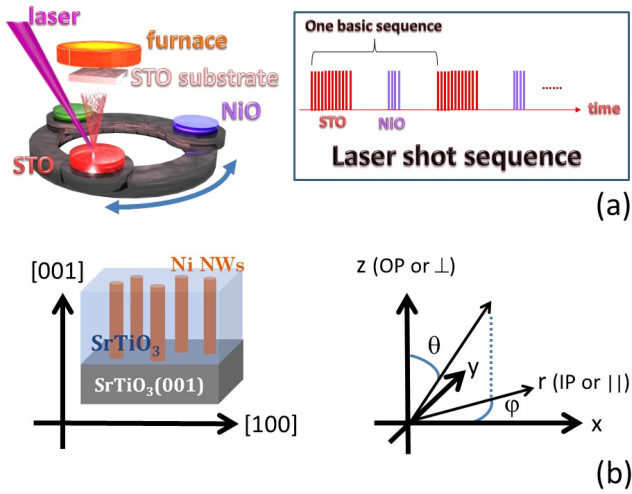 laser
furnace
STO substrate
NiO
STO
One basic sequence
STO
NiO
......
time
Laser shot sequence
(a)
[001]
Ni NWs
SrTiO₃
SrTiO₃(001)
[100]
z (OP or ⊥)
θ
y
r (IP or ||)
φ
x
(b)